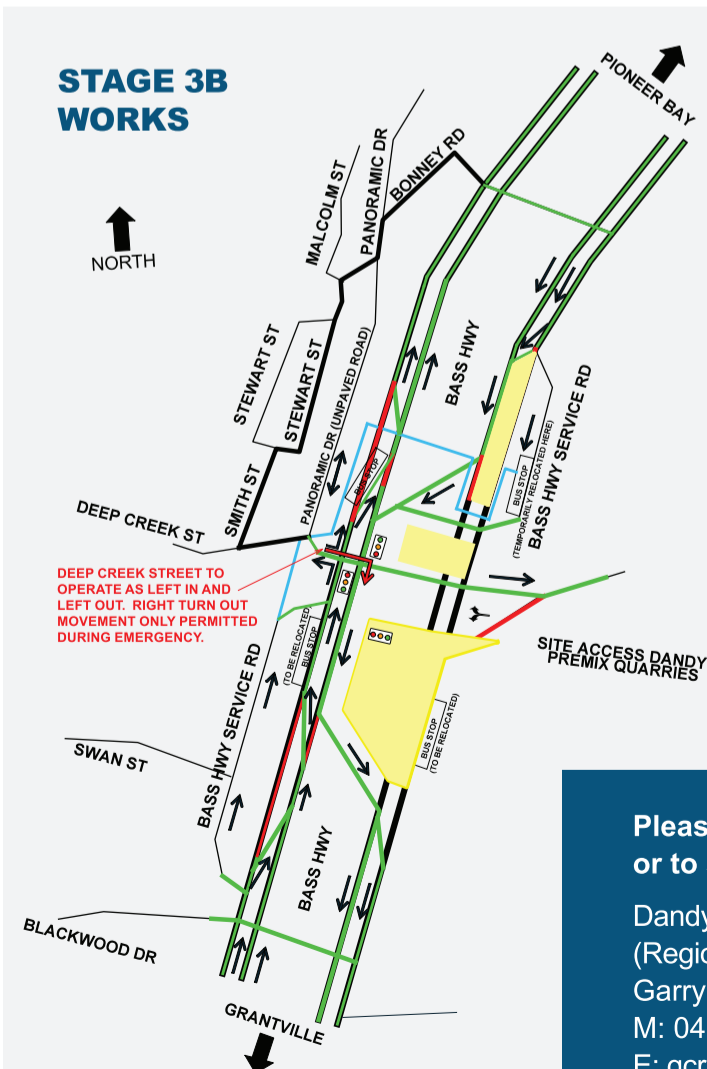 STAGE 3B
WORKS
PIONEER BAY
NORTH
MALCOLM ST
PANORAMIC DR
BONNEY RD
STEWART ST
STEWART ST
PANORAMIC DR (UNPAVED ROAD)
BASS HWY
BASS HWY SERVICE RD
BUS STOP
BUS STOP
(TEMPORARILY RELOCATED HERE)
SMITH ST
DEEP CREEK ST
DEEP CREEK STREET TO
OPERATE AS LEFT IN AND
LEFT OUT. RIGHT TURN OUT
MOVEMENT ONLY PERMITTED
DURING EMERGENCY.
(TO BE RELOCATED)
BUS STOP
SITE ACCESS DANDY
PREMIX QUARRIES
BUS STOP
(TO BE RELOCATED)
BASS HWY SERVICE RD
SWAN ST
BASS HWY
BLACKWOOD DR
GRANTVILLE
Pleas
or to
Dandy
(Regio
Garry
M: 04
E: gcr